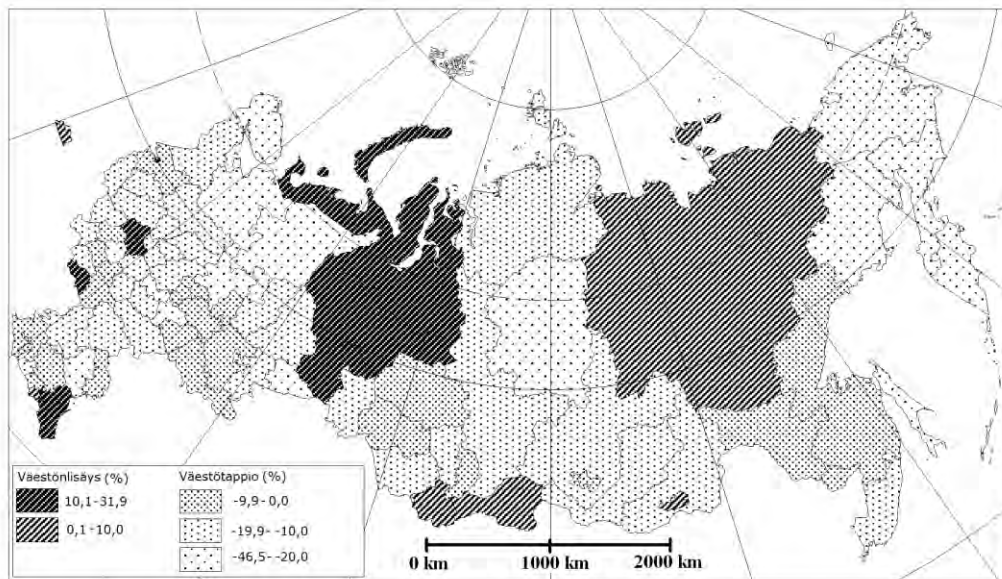 Väestönlisäys (%)
10,1-31,9
0,1-10,0
Väestötappio (%)
-9,9- 0,0
-19,9- -10,0
-46,5- -20,0
0 km 1000 km 2000 km